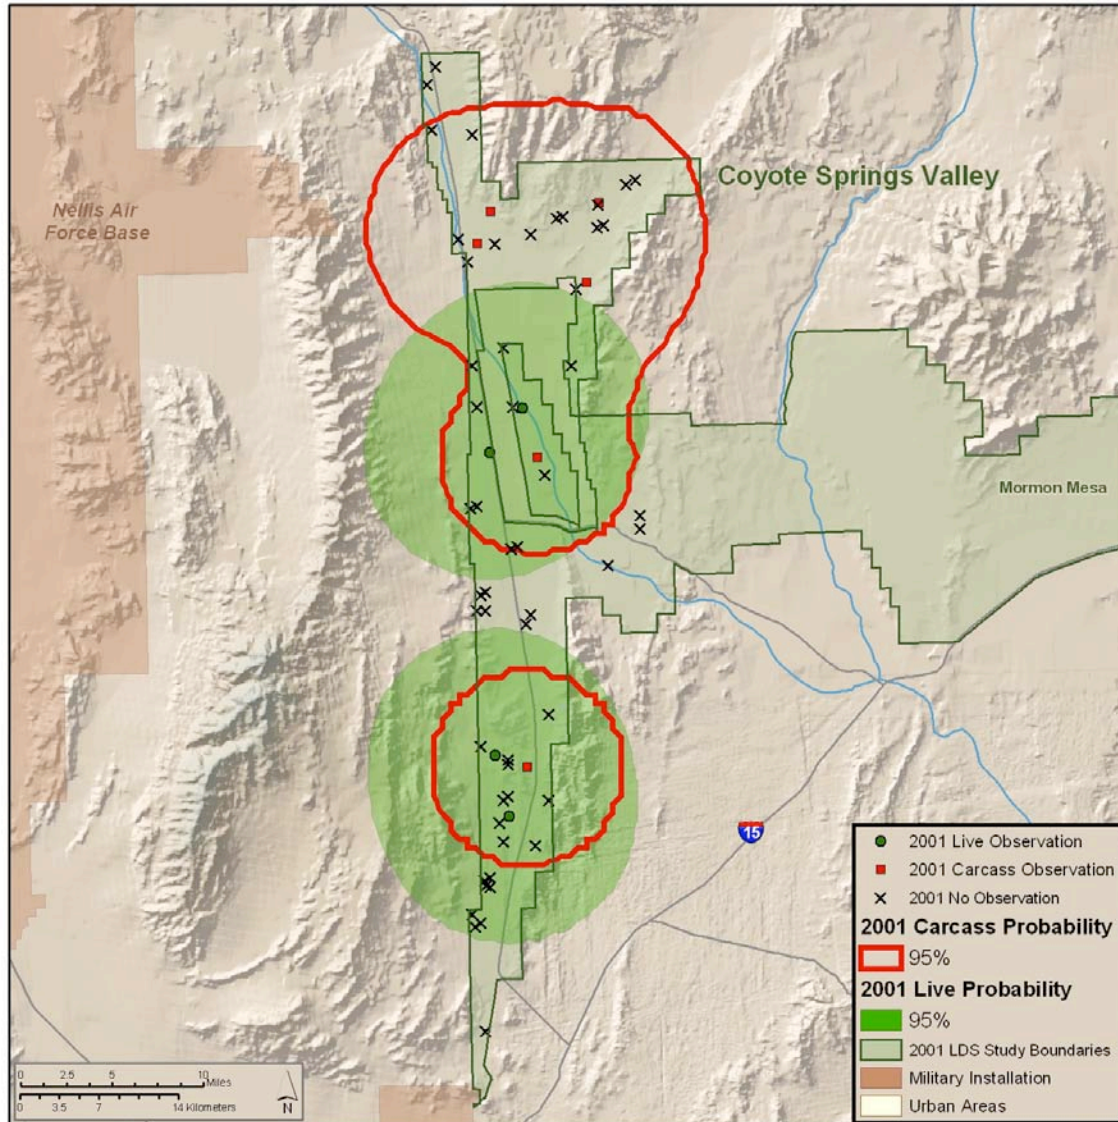 Coyote Springs Valley
Nellis Air
Force Base
Mormon Mesa
15
2001 Live Observation
2001 Carcass Observation
2001 No Observation
2001 Carcass Probability
95%
2001 Live Probability
95%
2001 LDS Study Boundaries
Military Installation
Urban Areas
0 2.5 5 10
Miles
0 3.5 7 14 Kilometers
N